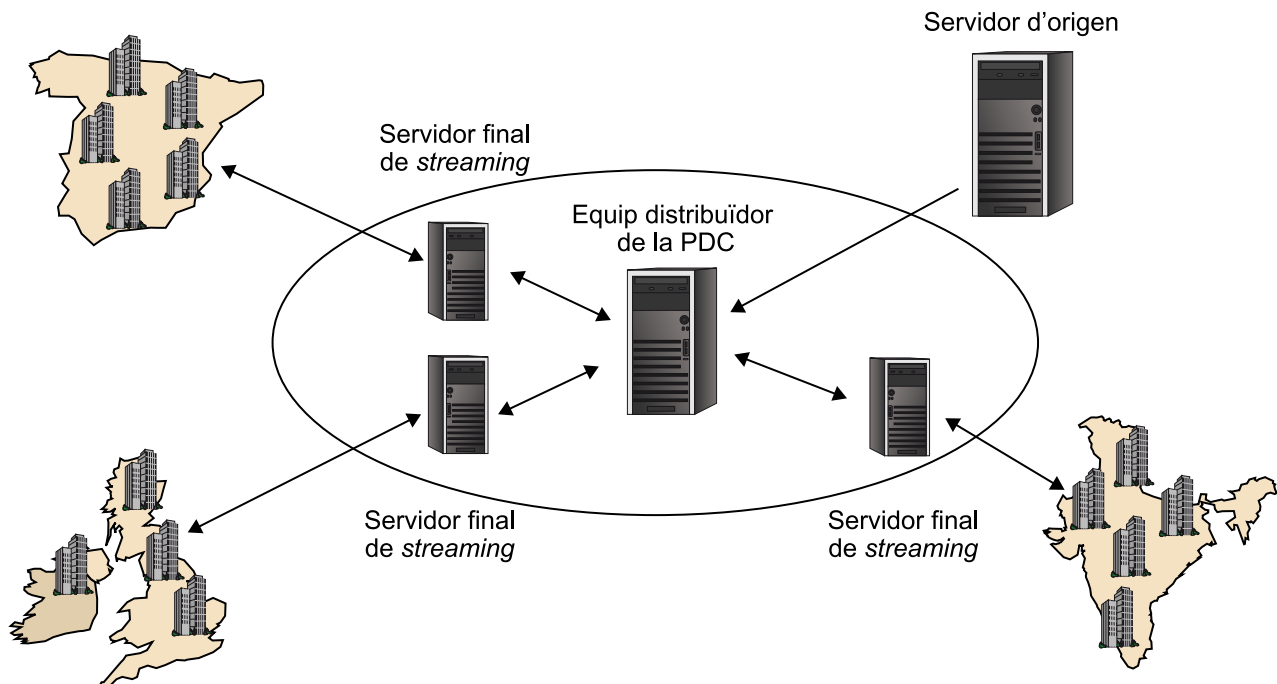 Servidor d’origen
Servidor final
de streaming
Equip distribuïdor
de la PDC
Servidor final
de streaming
Servidor final
de streaming